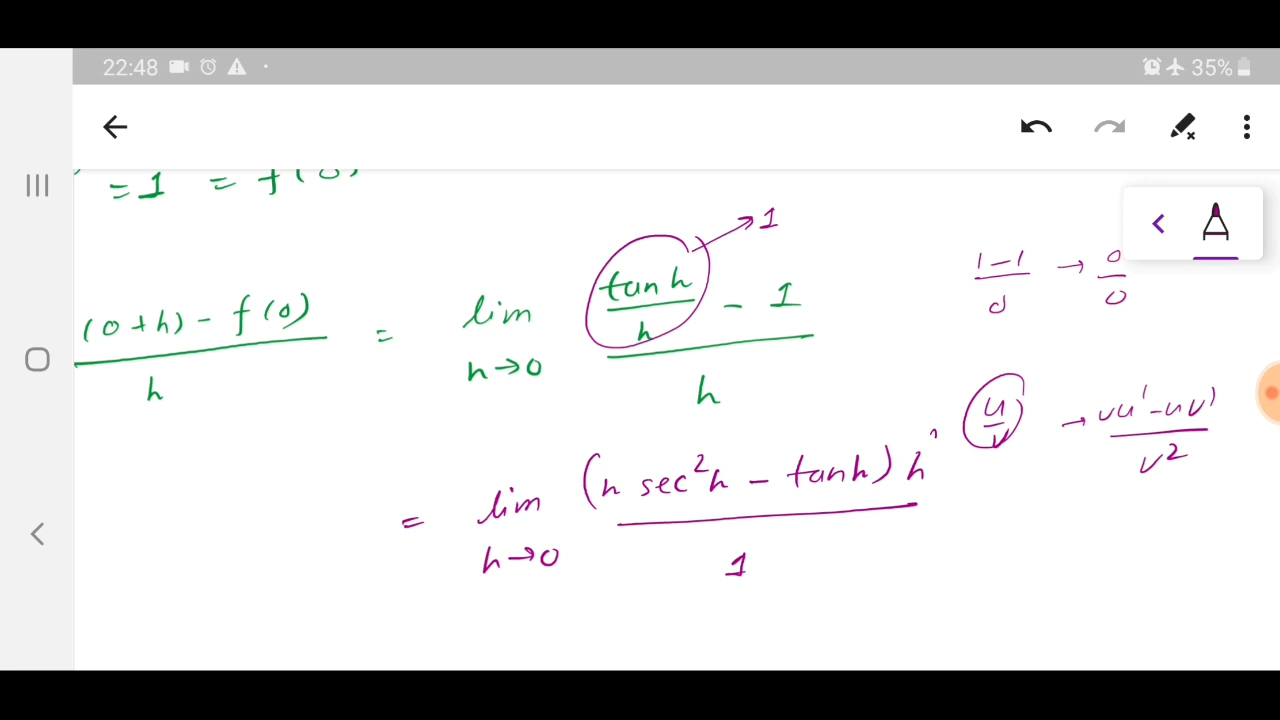 22:48 35%
= 1 = f(0)
→ 1
(0+h) - f(0) / h = lim h→0 (tan h / h - 1) / h
1-1 / 0 → 0 / 0
u / v → vu' - uv' / v²
= lim h→0 (h sec²h - tan h) h / 1